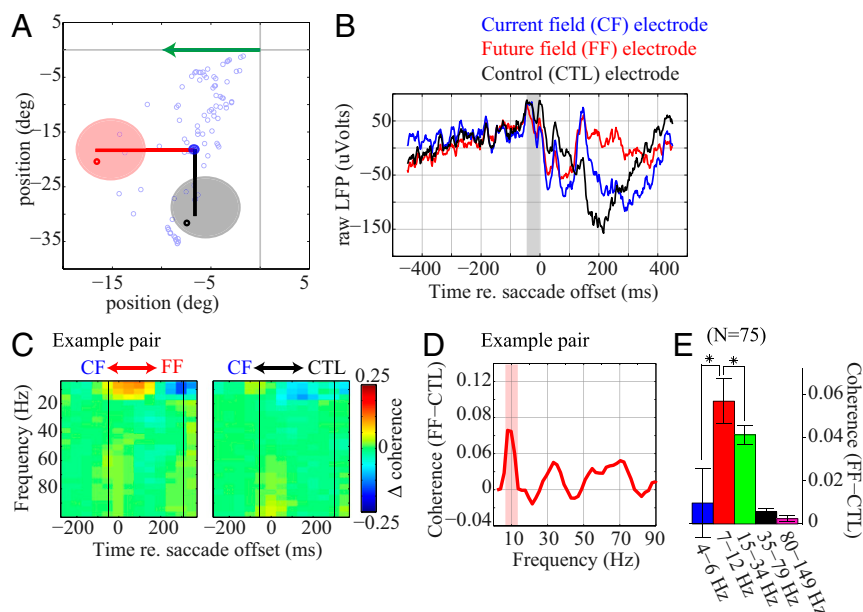 A
position (deg)
−5
−15
−25
−35
−15
−5
5
position (deg)
B
Current field (CF) electrode
Future field (FF) electrode
Control (CTL) electrode
raw LFP (uVolts)
50
−50
−150
−400
−200
0
200
400
Time re. saccade offset (ms)
C
Example pair
CF
FF
CF
CTL
Frequency (Hz)
20
40
60
80
−200
0
200
−200
0
200
Time re. saccade offset (ms)
0.25
0
−0.25
Δ coherence
D
Example pair
Coherence (FF−CTL)
0.12
0.08
0.04
0
−0.04
10
30
50
70
90
Frequency (Hz)
E
(N=75)
*
*
0.06
0.04
0.02
0
Coherence (FF−CTL)
4−6 Hz
7−12 Hz
15−34 Hz
35−79 Hz
80−149 Hz